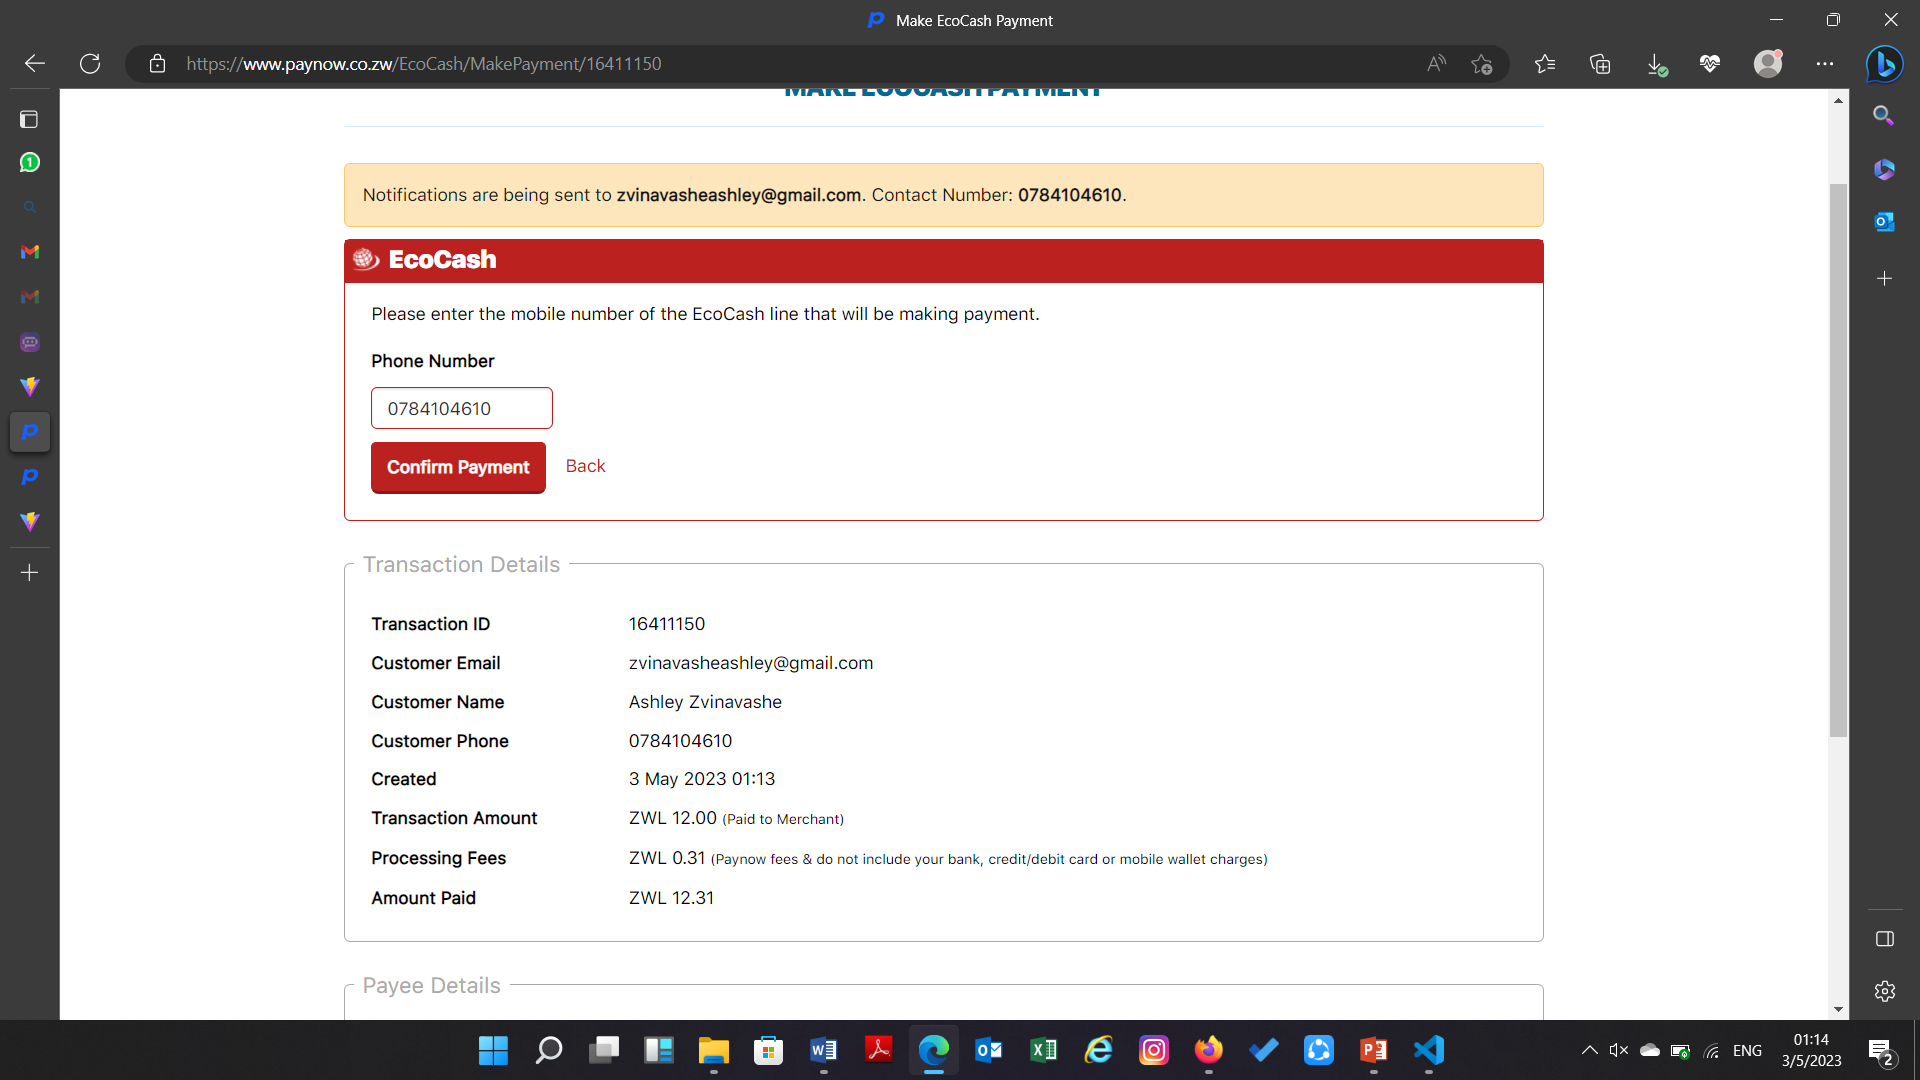 Make EcoCash Payment
https://www.paynow.co.zw/EcoCash/MakePayment/16411150
MAKE ECOCASH PAYMENT
Notifications are being sent to zvinavasheashley@gmail.com. Contact Number: 0784104610.
EcoCash
Please enter the mobile number of the EcoCash line that will be making payment.
Phone Number
0784104610
Confirm Payment Back
Transaction Details
Transaction ID 16411150
Customer Email zvinavasheashley@gmail.com
Customer Name Ashley Zvinavashe
Customer Phone 0784104610
Created 3 May 2023 01:13
Transaction Amount ZWL 12.00 (Paid to Merchant)
Processing Fees ZWL 0.31 (Paynow fees & do not include your bank, credit/debit card or mobile wallet charges)
Amount Paid ZWL 12.31
Payee Details
ENG
01:14
3/5/2023
2